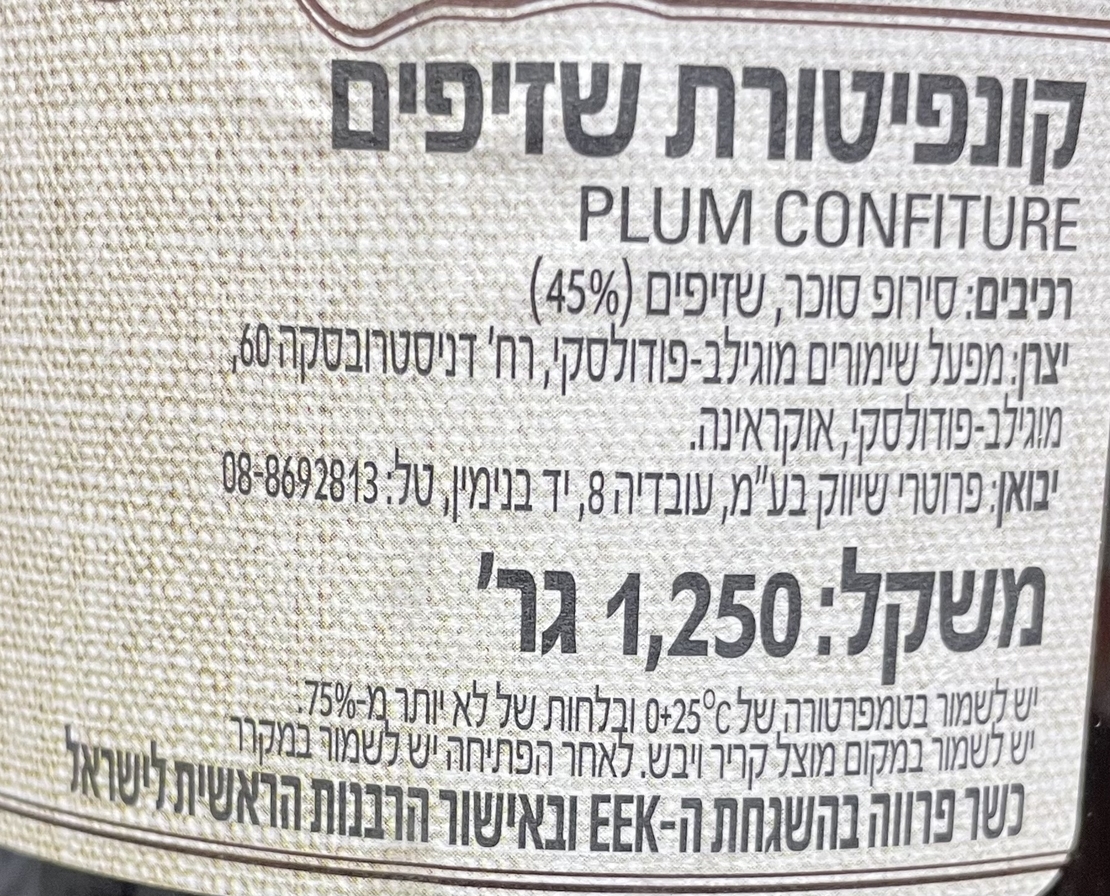 קונפיטורת שזיפים
PLUM CONFITURE
רכיבים: סירופ סוכר, שזיפים (45%)
יצרן: מפעל שימורים מוגילב-פודולסקי, רח' דניסטרובסקה 60,
מוגילב-פודולסקי, אוקראינה.
יבואן: פרוטרי שיווק בע"מ, עובדיה 8, יד בנימין, טל: 08-8692813
משקל: 1,250 גר'
יש לשמור בטמפרטורה של 0+25°C ובלחות של לא יותר מ-75%.
יש לשמור במקום מוצל קריר ויבש. לאחר הפתיחה יש לשמור במקרר
כשר פרווה בהשגחת ה-EEK ובאישור הרבנות הראשית לישראל